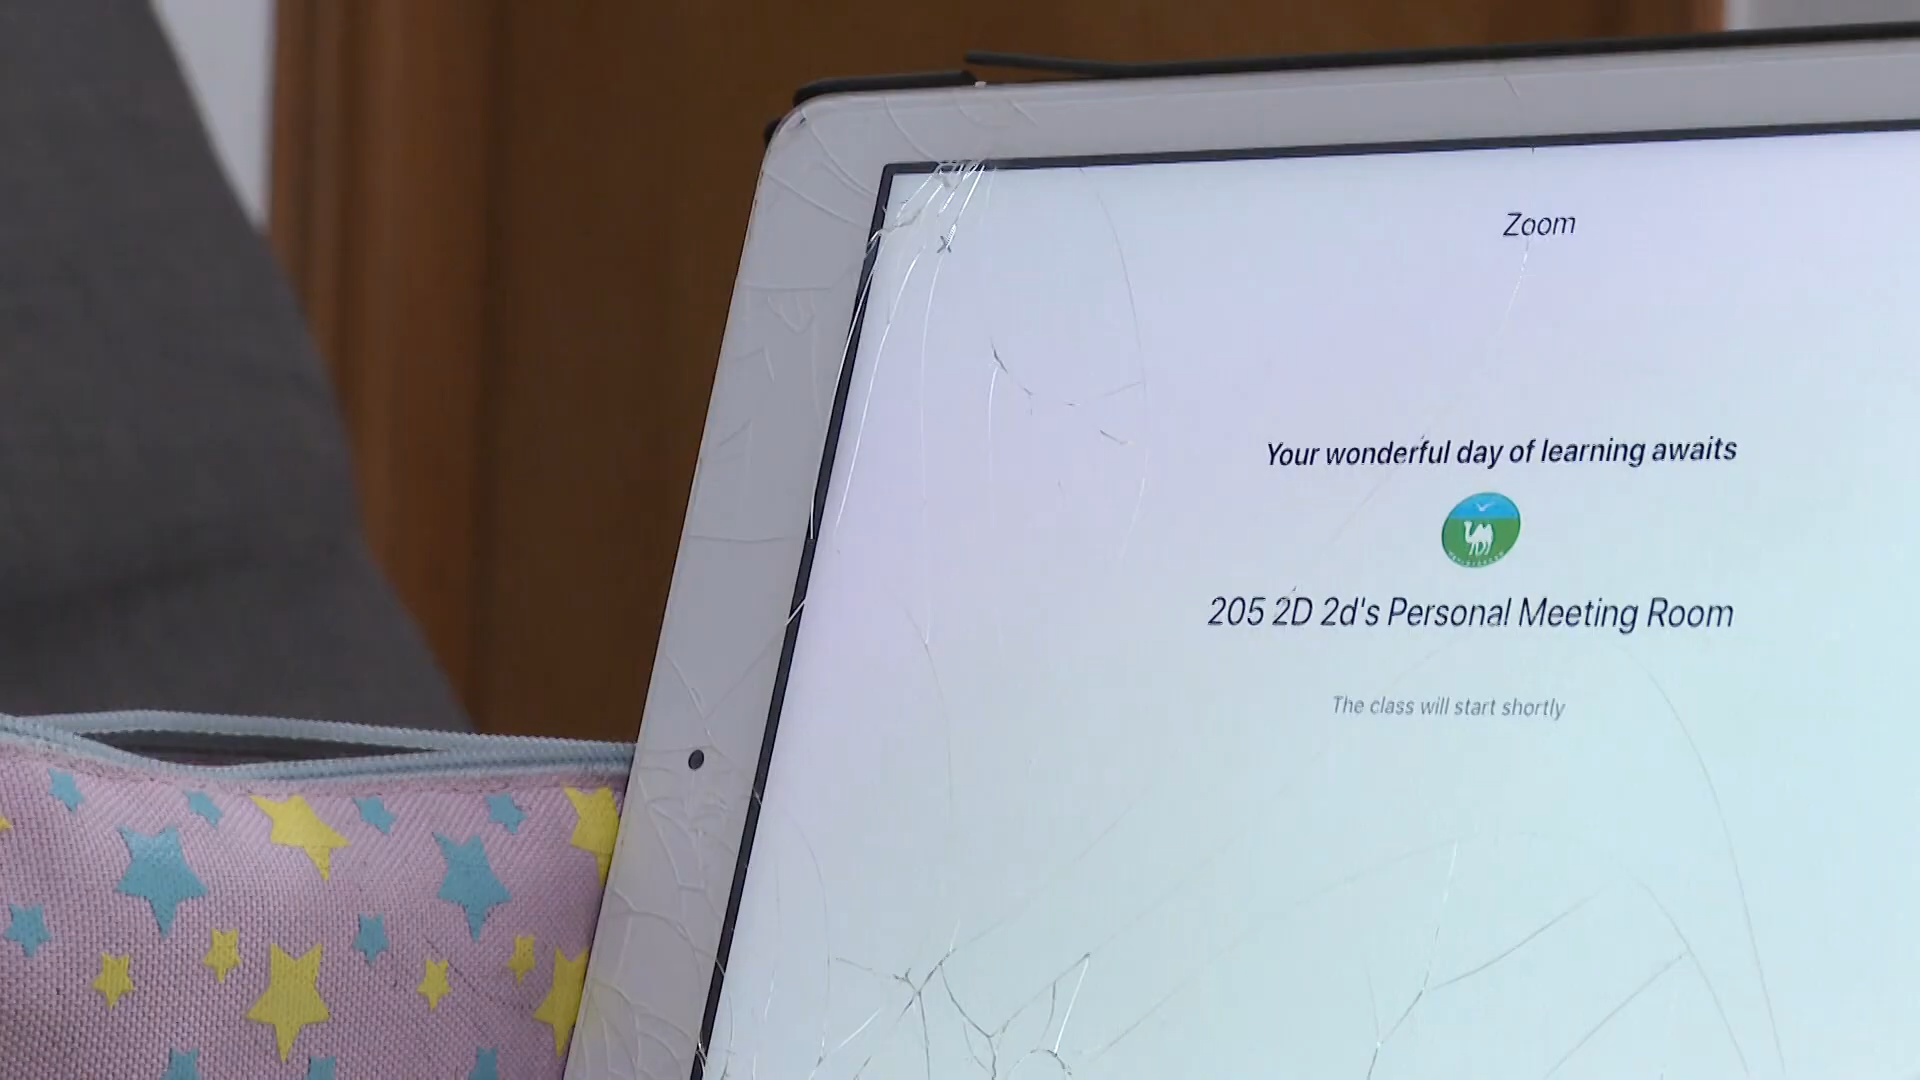 Zoom
x
Your wonderful day of learning awaits
205 2D 2d's Personal Meeting Room
The class will start shortly